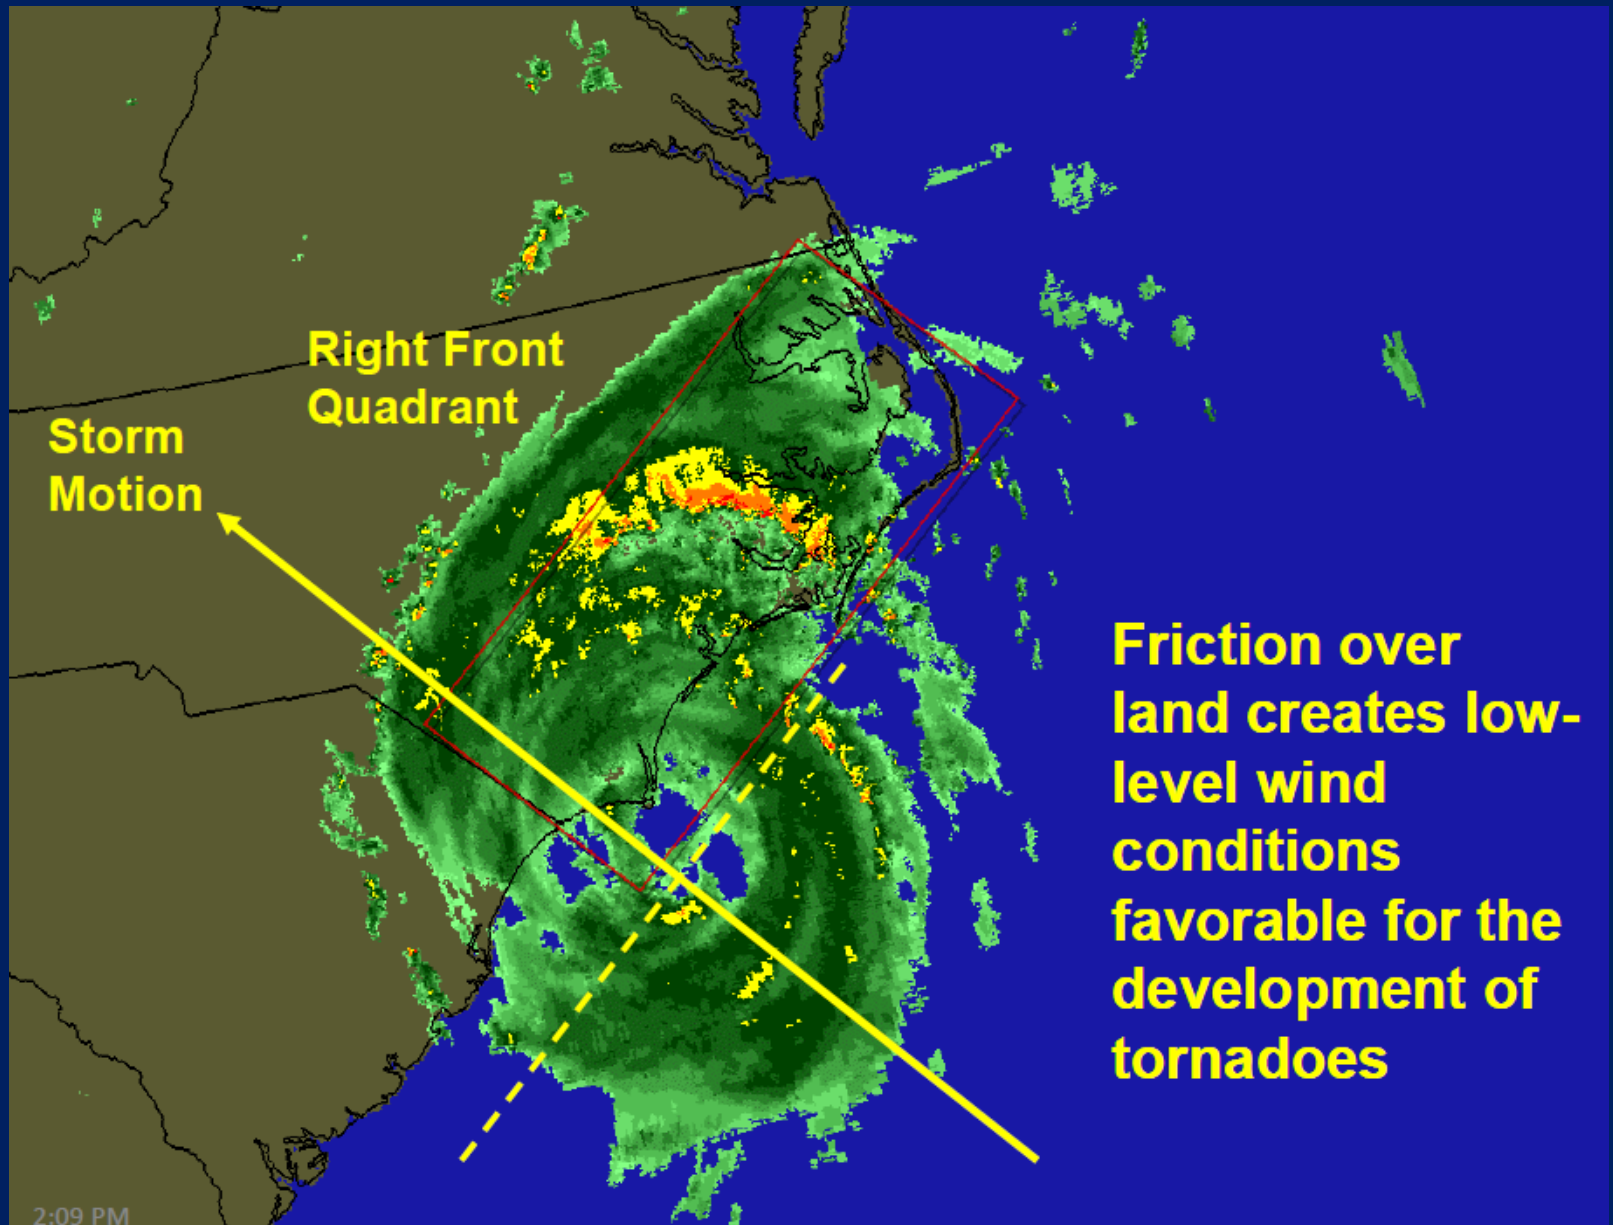 Right Front
Quadrant
Storm
Motion
Friction over
land creates low-
level wind
conditions
favorable for the
development of
tornadoes
2:09 PM